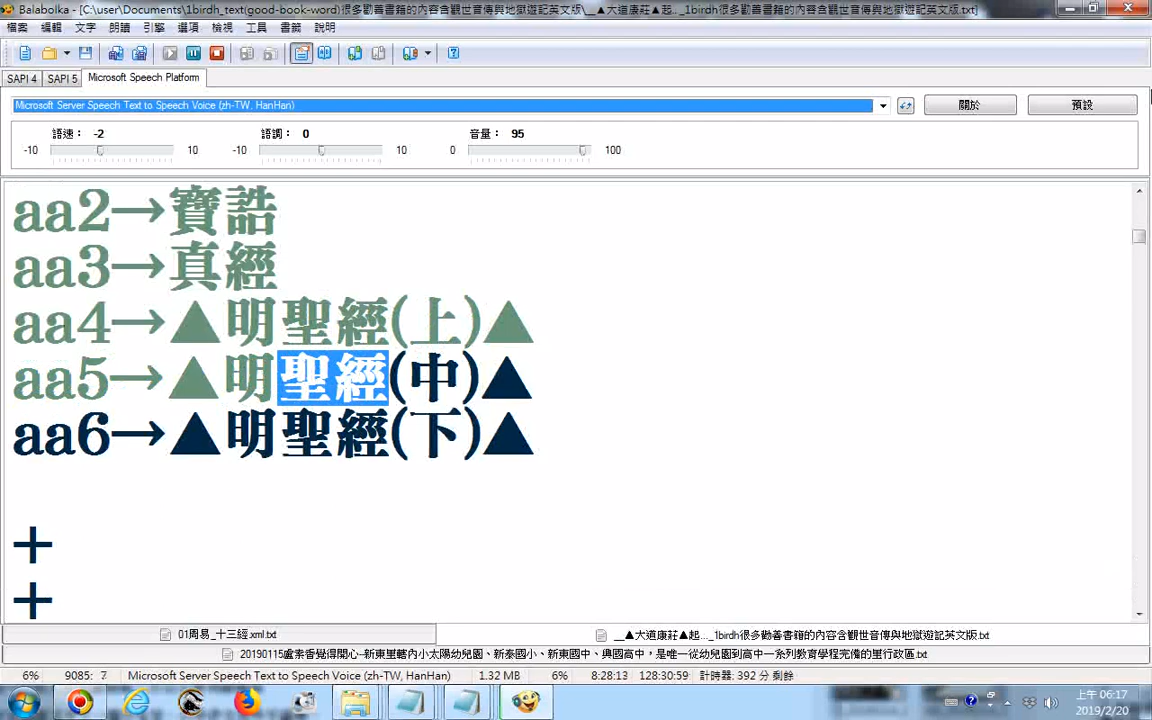 Balabolka - [C:\user\Documents\1birdh_text(good-book-word)很多勸善書籍的內容含觀世音傳與地獄遊記英文版\__▲大道康莊▲起..._1birdh很多勸善書籍的內容含觀世音傳與地獄遊記英文版.txt]
檔案 編輯 文字 朗讀 引擎 選項 檢視 工具 書籤 說明
SAPI 4 SAPI 5 Microsoft Speech Platform
Microsoft Server Speech Text to Speech Voice (zh-TW, HanHan) 關於 預設
語速： -2 語調： 0 音量： 95
-10 10 -10 10 0 100
aa2→寶誥
aa3→真經
aa4→▲明聖經(上)▲
aa5→▲明聖經(中)▲
aa6→▲明聖經(下)▲
+
+
01周易_十三經.xml.txt __▲大道康莊▲起..._1birdh很多勸善書籍的內容含觀世音傳與地獄遊記英文版.txt
20190115盧素香覺得開心-新東里轄內小太陽幼兒園、新泰國小、新東國中、興國高中，是唯一從幼兒園到高中一系列教育學程完備的里行政區.txt
6% 9085: 7 Microsoft Server Speech Text to Speech Voice (zh-TW, HanHan) 1.32 MB 6% 8:28:13 128:30:59 計時器: 392 分 剩餘
上午 06:17
2019/2/20